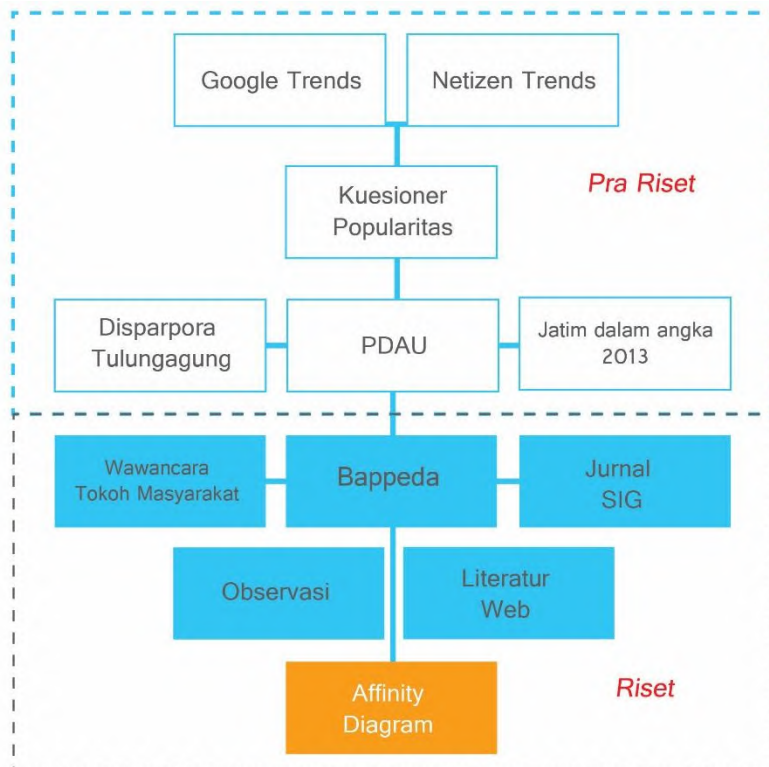 Google Trends
Netizen Trends
Kuesioner
Popularitas
Pra Riset
Disparpora
Tulungagung
PDAU
Jatim dalam angka
2013
Wawancara
Tokoh Masyarakat
Bappeda
Jurnal
SIG
Observasi
Literatur
Web
Affinity
Diagram
Riset